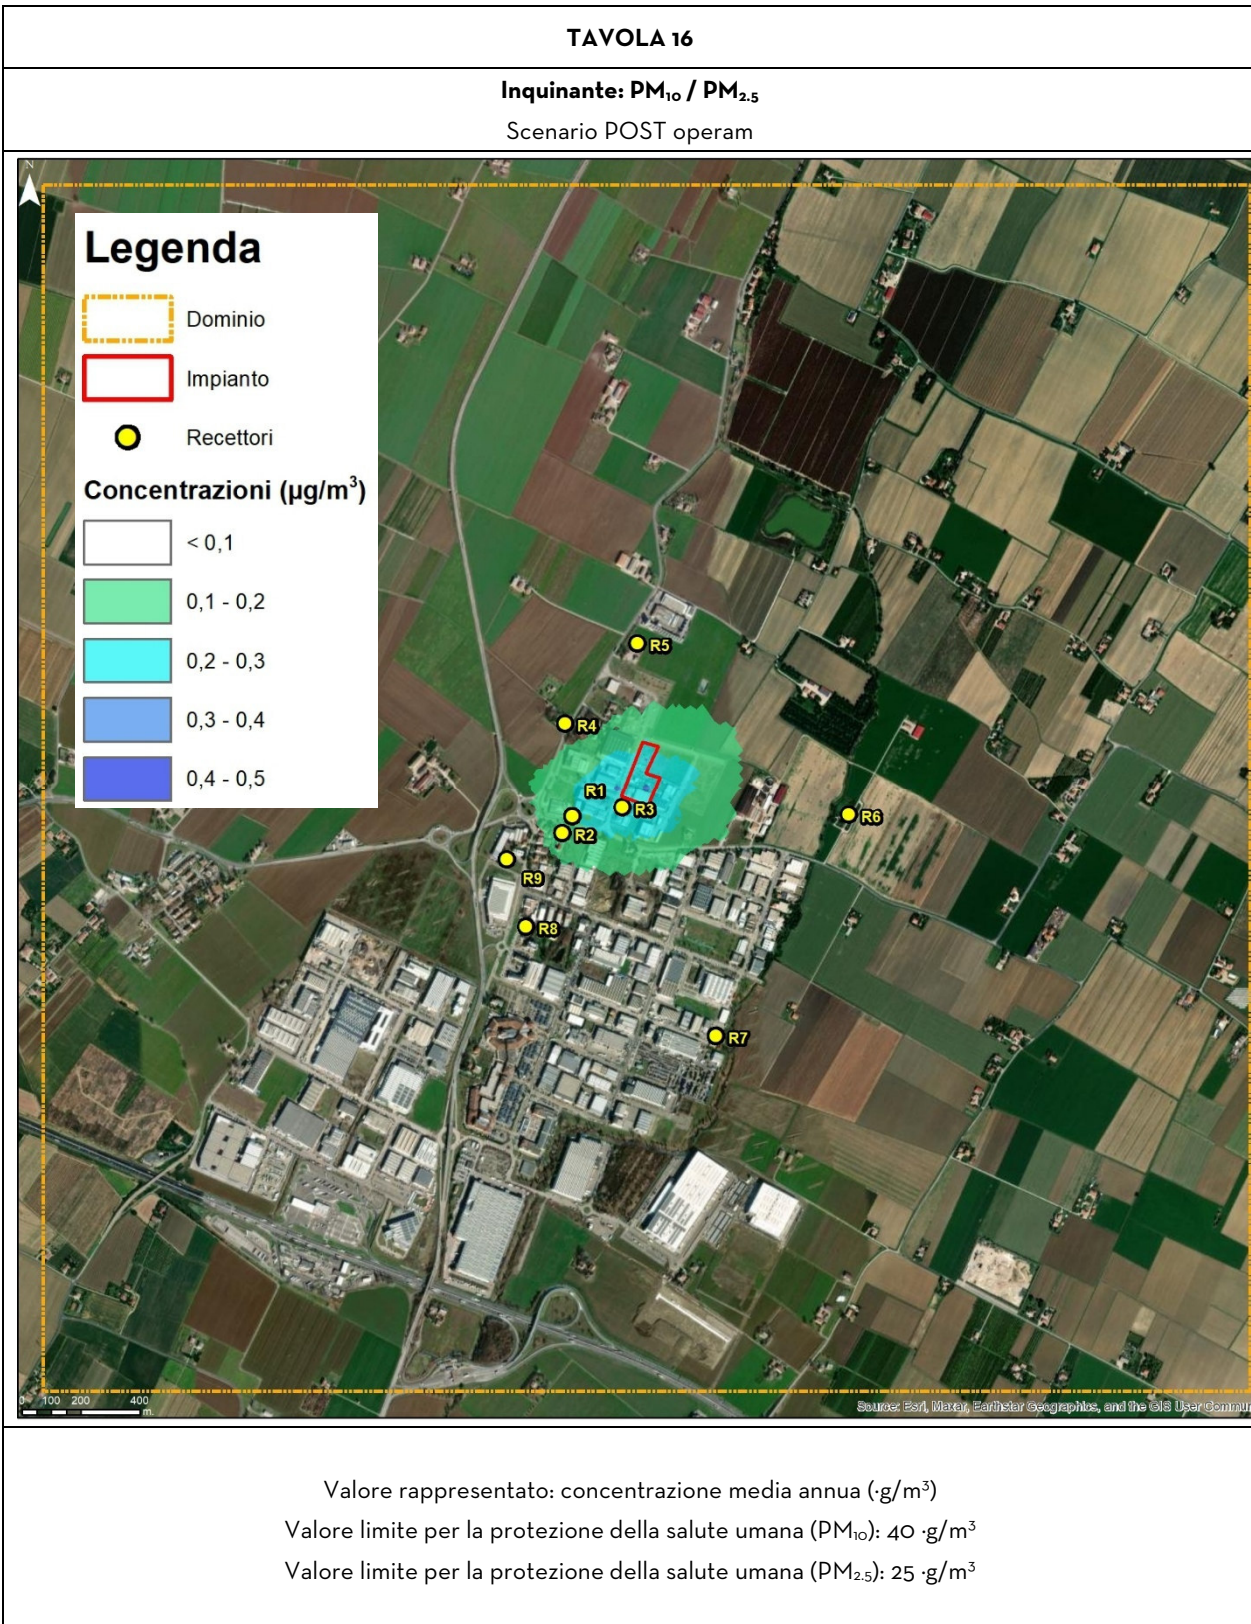 TAVOLA 16
Inquinante: PM₁₀ / PM₂.₅
Scenario POST operam
N
Legenda
Dominio
Impianto
Recettori
Concentrazioni (µg/m³)
< 0,1
0,1 - 0,2
0,2 - 0,3
0,3 - 0,4
0,4 - 0,5
R5
R4
R1
R3
R2
R6
R9
R8
R7
0 100 200 400
m.
Source: Esri, Maxar, Earthstar Geographics, and the GIS User Commun
Valore rappresentato: concentrazione media annua (·g/m³)
Valore limite per la protezione della salute umana (PM₁₀): 40 ·g/m³
Valore limite per la protezione della salute umana (PM₂.₅): 25 ·g/m³